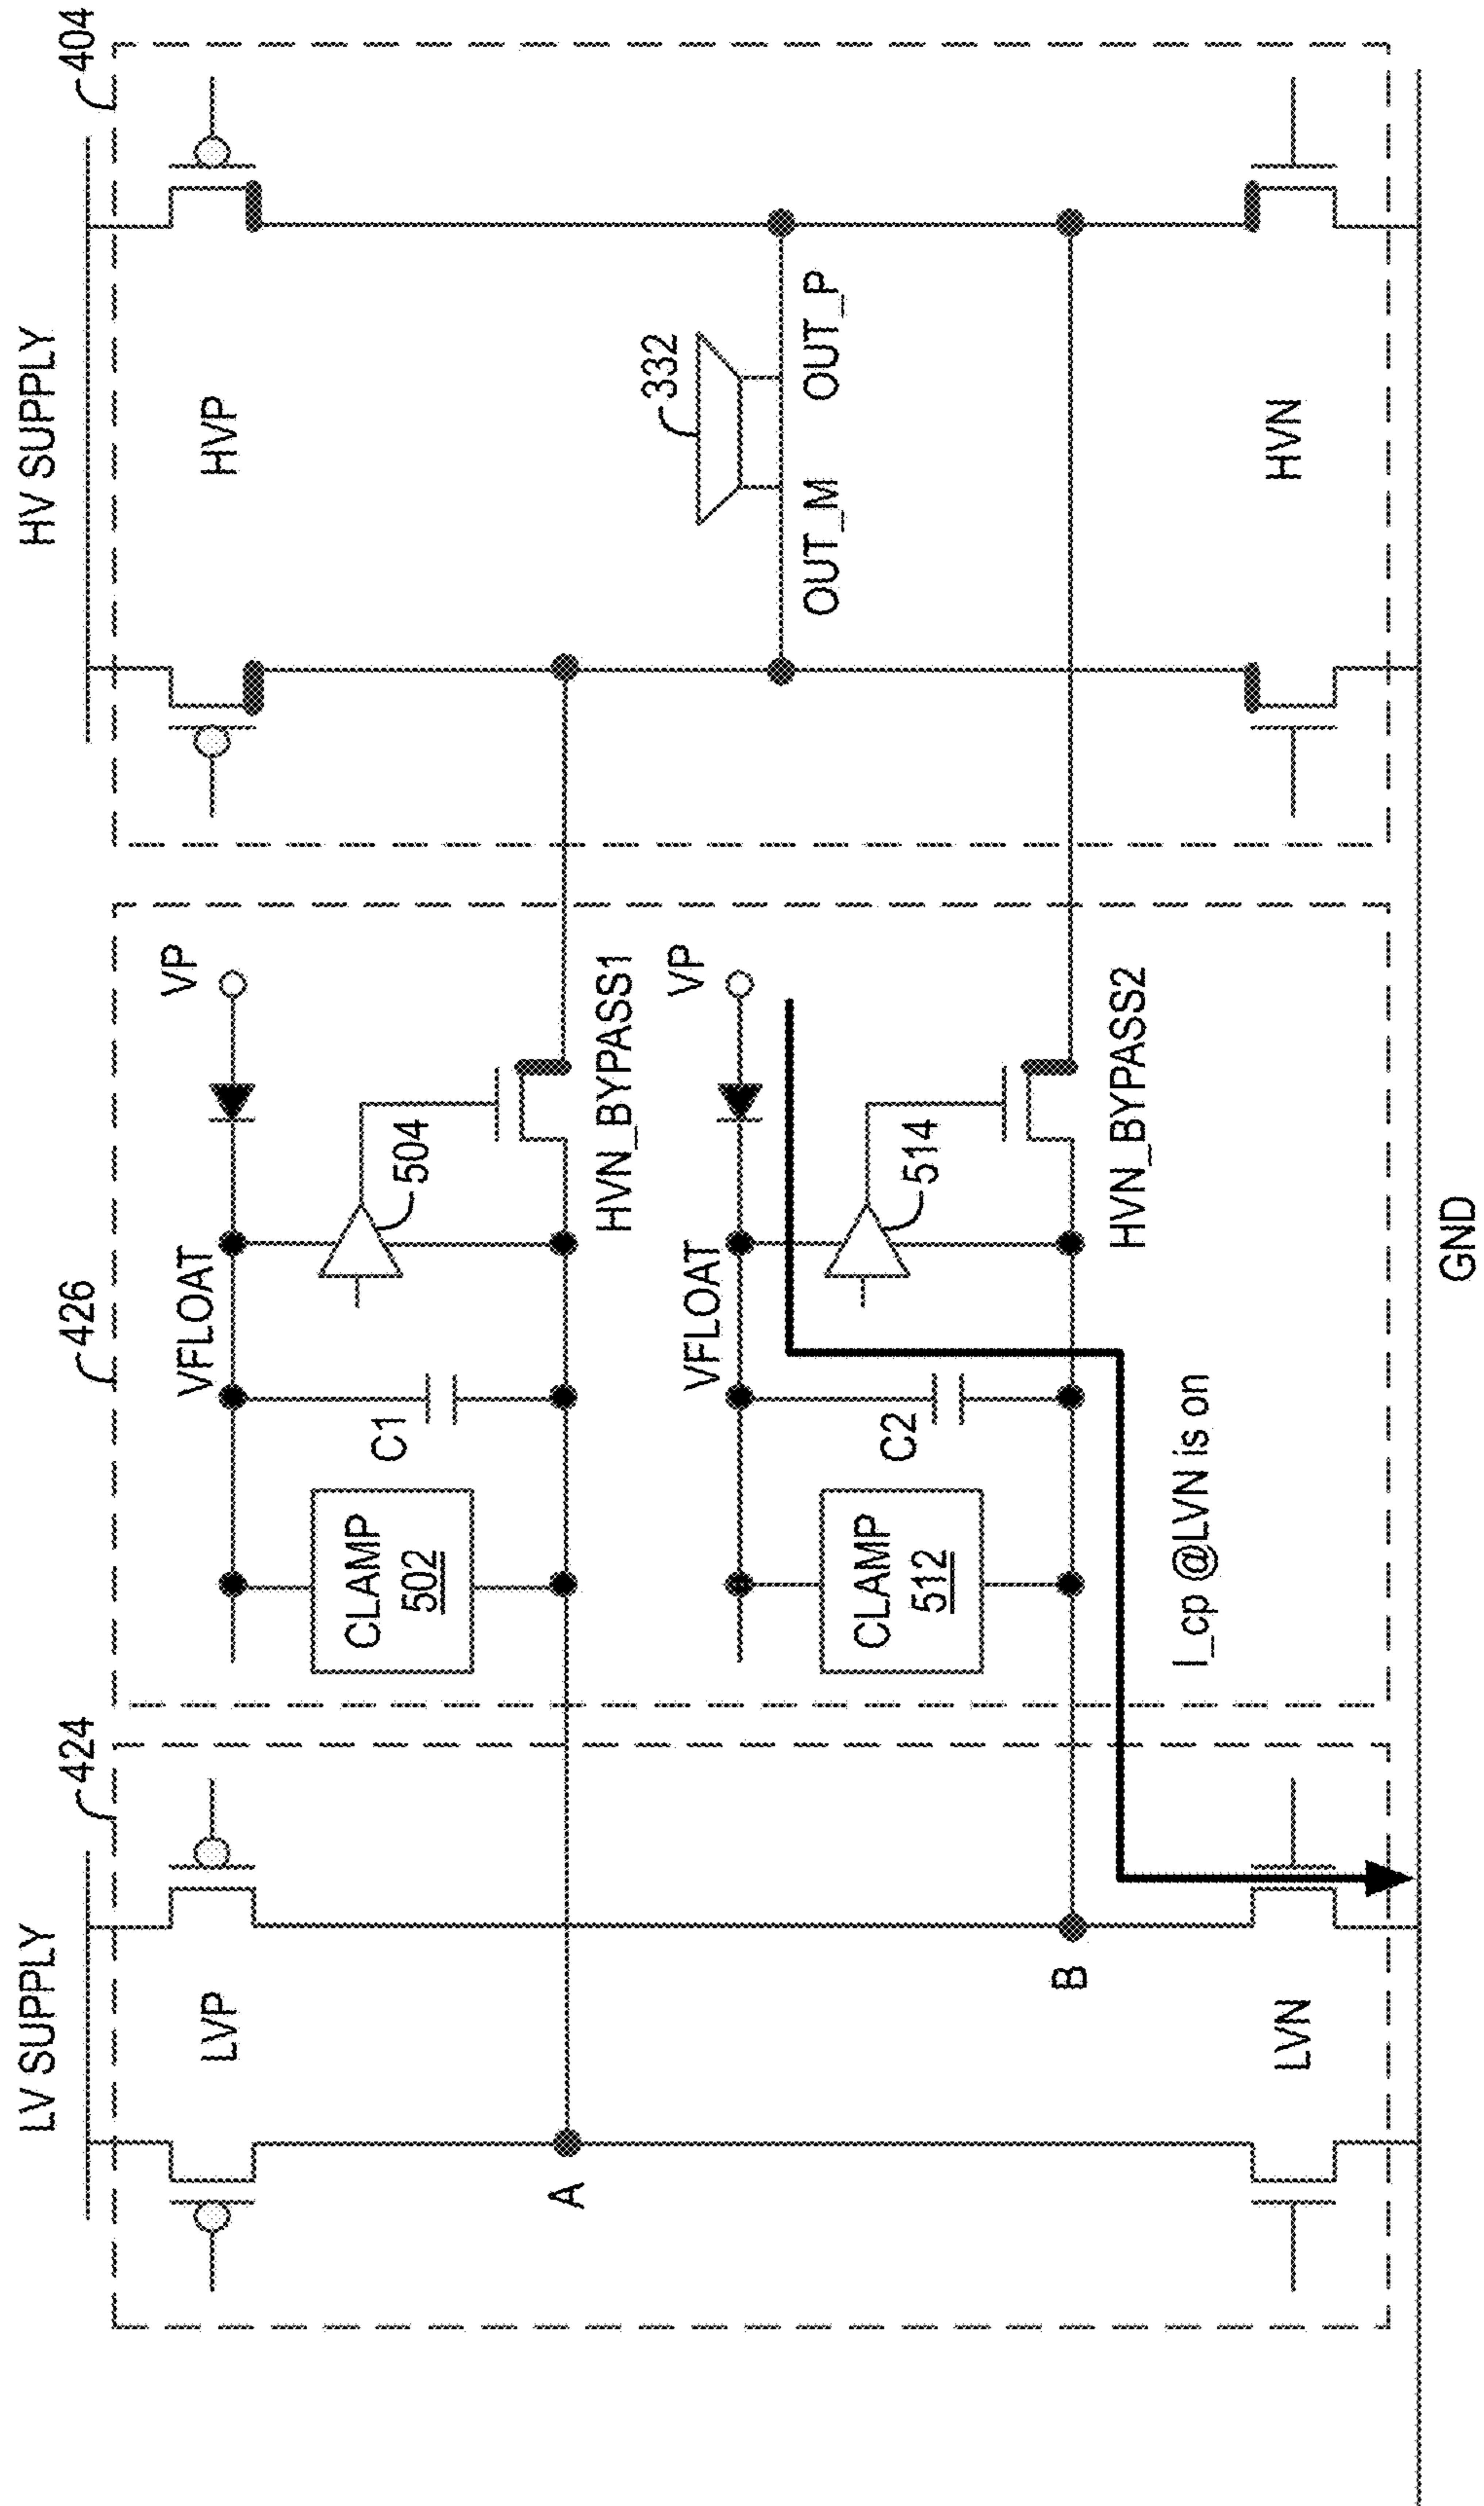 LV SUPPLY
HV SUPPLY
424
426
404
LVP
VFLOAT
VP
HVP
CLAMP
502
C1
504
A
HVN_BYPASS1
332
VFLOAT
VP
OUT_M
OUT_P
CLAMP
512
C2
514
B
HVN_BYPASS2
I_cp @LVN is on
LVN
HVN
GND